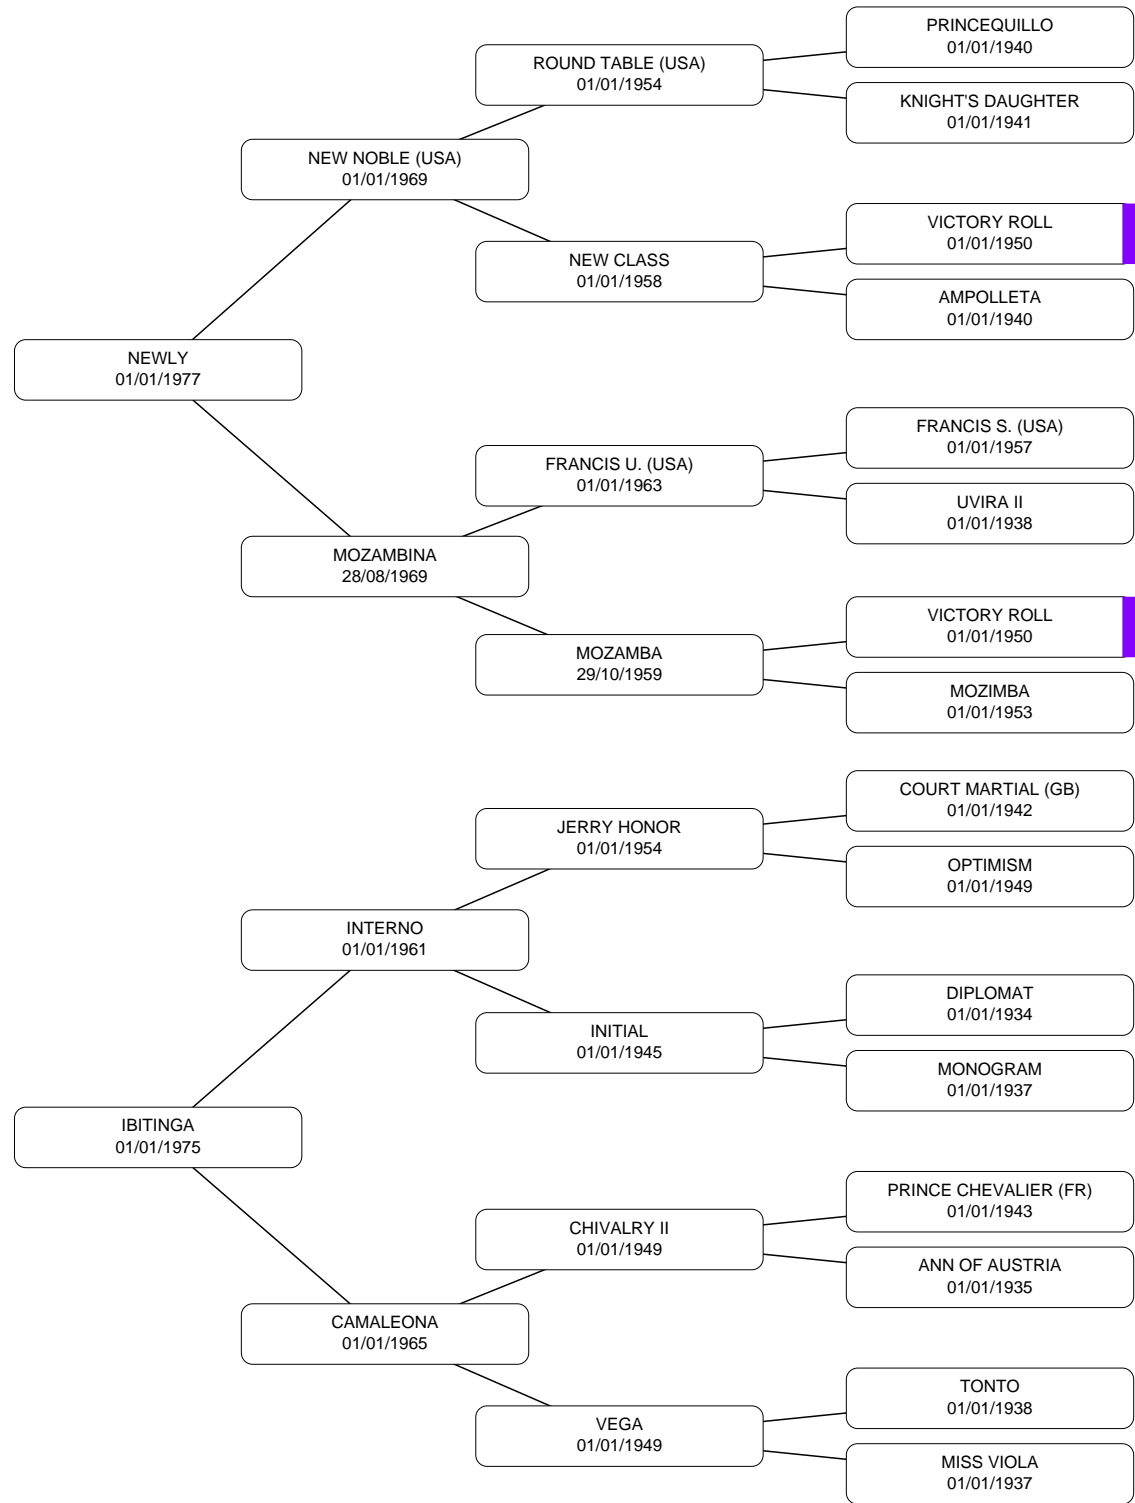 PRINCEQUILLO
01/01/1940
ROUND TABLE (USA)
01/01/1954
KNIGHT'S DAUGHTER
01/01/1941
NEW NOBLE (USA)
01/01/1969
VICTORY ROLL
01/01/1950
NEW CLASS
01/01/1958
AMPOLLETA
01/01/1940
NEWLY
01/01/1977
FRANCIS S. (USA)
01/01/1957
FRANCIS U. (USA)
01/01/1963
UVIRA II
01/01/1938
MOZAMBINA
28/08/1969
VICTORY ROLL
01/01/1950
MOZAMBA
29/10/1959
MOZIMBA
01/01/1953
COURT MARTIAL (GB)
01/01/1942
JERRY HONOR
01/01/1954
OPTIMISM
01/01/1949
INTERNO
01/01/1961
DIPLOMAT
01/01/1934
INITIAL
01/01/1945
MONOGRAM
01/01/1937
IBITINGA
01/01/1975
PRINCE CHEVALIER (FR)
01/01/1943
CHIVALRY II
01/01/1949
ANN OF AUSTRIA
01/01/1935
CAMALEONA
01/01/1965
TONTO
01/01/1938
VEGA
01/01/1949
MISS VIOLA
01/01/1937